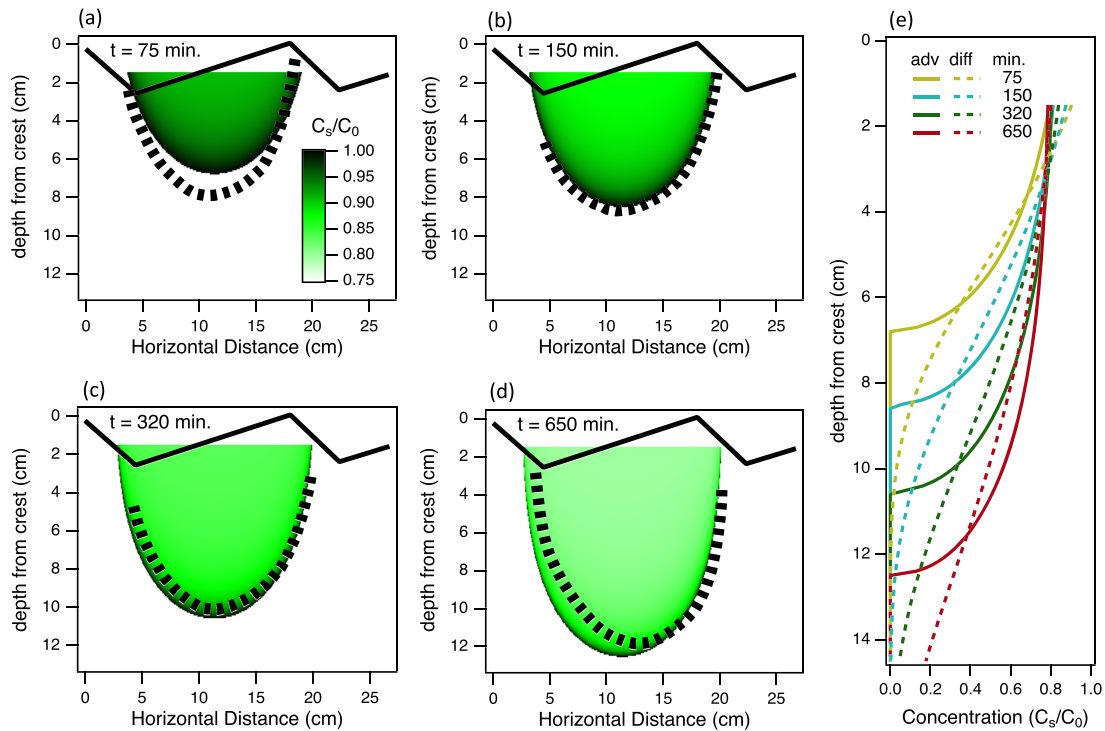 (a)
t = 75 min.
0
2
4
6
8
10
12
depth from crest (cm)
0 5 10 15 20 25
Horizontal Distance (cm)
Cs/C0
1.00
0.95
0.90
0.85
0.80
0.75
(b)
t = 150 min.
0
2
4
6
8
10
12
depth from crest (cm)
0 5 10 15 20 25
Horizontal Distance (cm)
(c)
t = 320 min.
0
2
4
6
8
10
12
depth from crest (cm)
0 5 10 15 20 25
Horizontal Distance (cm)
(d)
t = 650 min.
0
2
4
6
8
10
12
depth from crest (cm)
0 5 10 15 20 25
Horizontal Distance (cm)
(e)
adv diff min.
75
150
320
650
0
2
4
6
8
10
12
14
depth from crest (cm)
0.0 0.2 0.4 0.6 0.8 1.0
Concentration (Cs/C0)